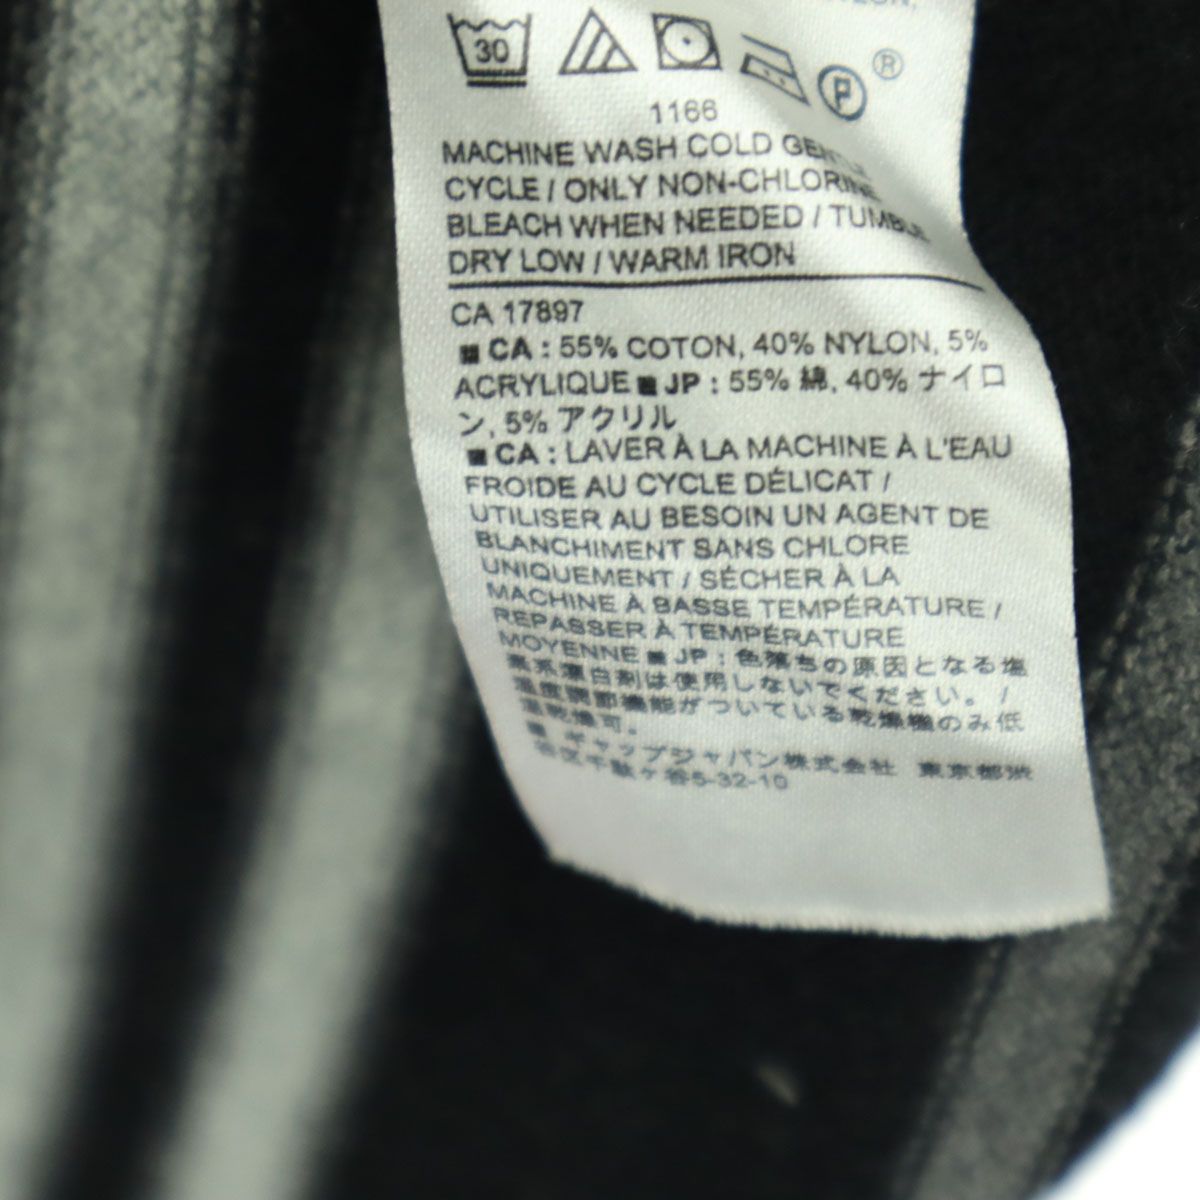 30
P
®
1166
MACHINE WASH COLD GENTLE
CYCLE / ONLY NON-CHLORINE
BLEACH WHEN NEEDED / TUMBLE
DRY LOW / WARM IRON
CA 17897
■ CA : 55% COTON, 40% NYLON, 5%
ACRYLIQUE ■ JP : 55% 綿, 40% ナイロ
ン, 5% アクリル
■ CA : LAVER À LA MACHINE À L'EAU
FROIDE AU CYCLE DÉLICAT /
UTILISER AU BESOIN UN AGENT DE
BLANCHIMENT SANS CHLORE
UNIQUEMENT / SÉCHER À LA
MACHINE À BASSE TEMPÉRATURE /
REPASSER À TEMPÉRATURE
MOYENNE ■ JP : 色落ちの原因となる塩
素系漂白剤は使用しないでください。 /
温度調節機能がついている乾燥機のみ低
温乾燥可。
■ ギャップジャパン株式会社 東京都渋
谷区千駄ヶ谷5-32-10